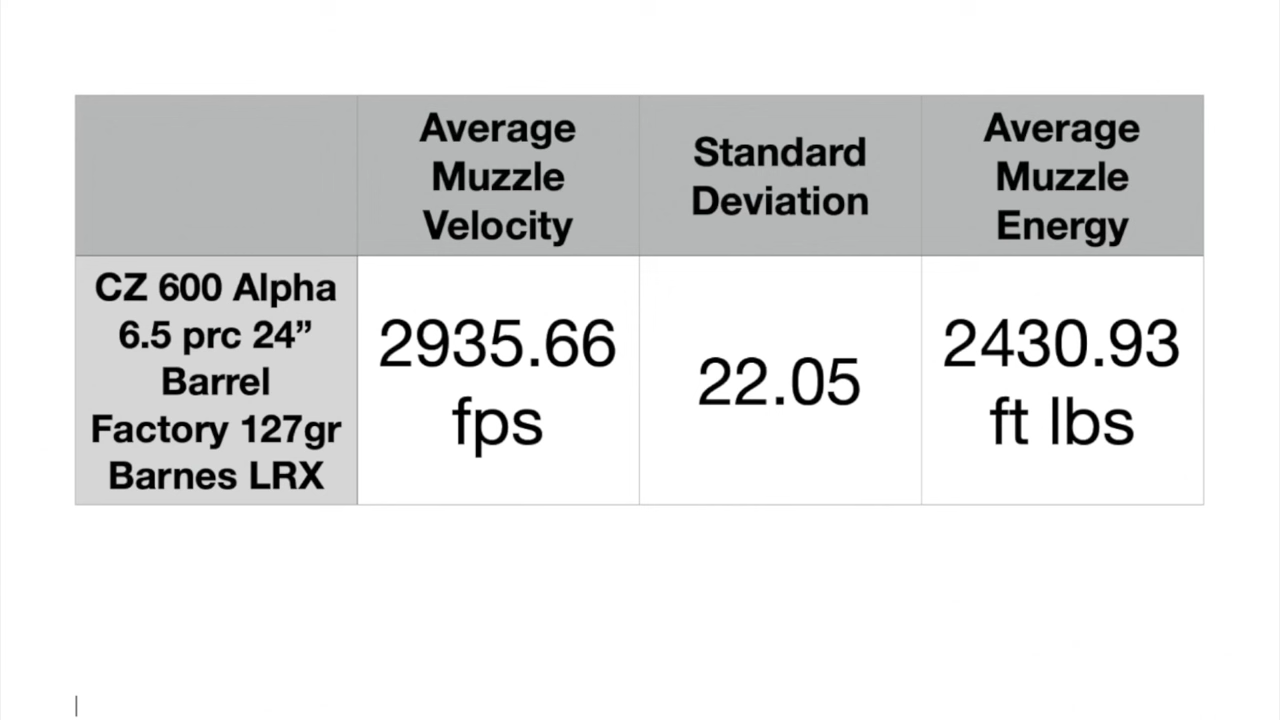 Average
Muzzle
Velocity
Standard
Deviation
Average
Muzzle
Energy
CZ 600 Alpha
6.5 prc 24”
Barrel
Factory 127gr
Barnes LRX
2935.66
fps
22.05
2430.93
ft lbs